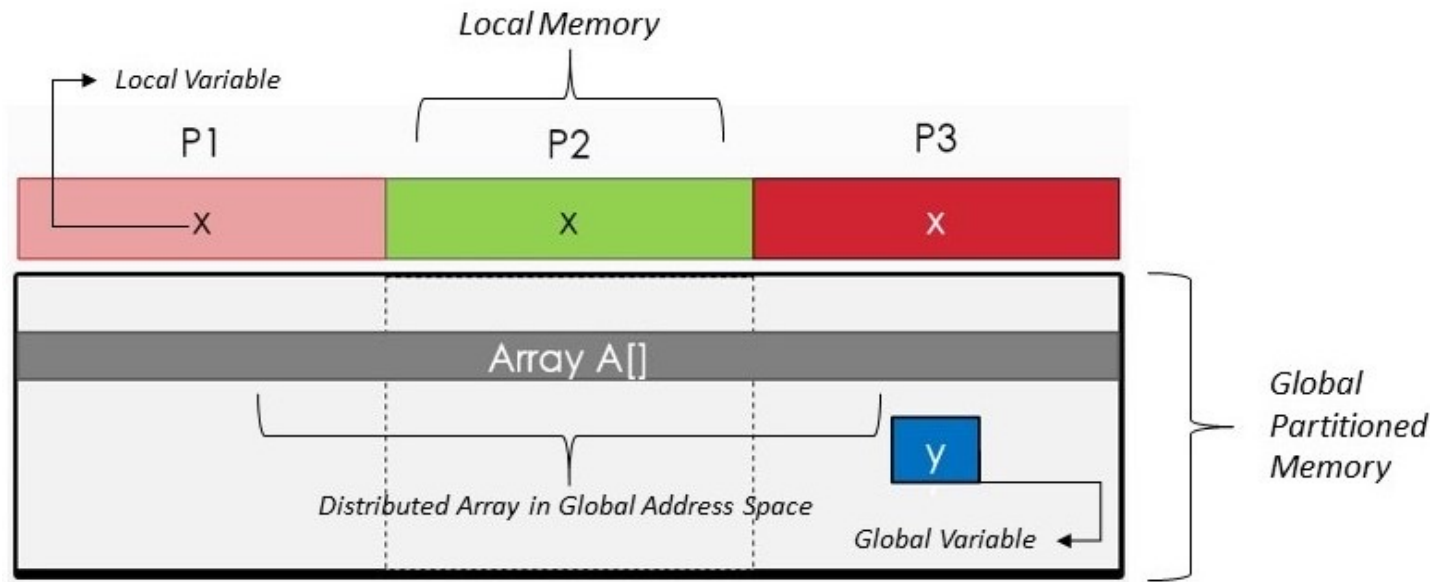 Local Memory
Local Variable
P1
P2
P3
x
x
x
Array A[]
y
Distributed Array in Global Address Space
Global Variable
Global
Partitioned
Memory